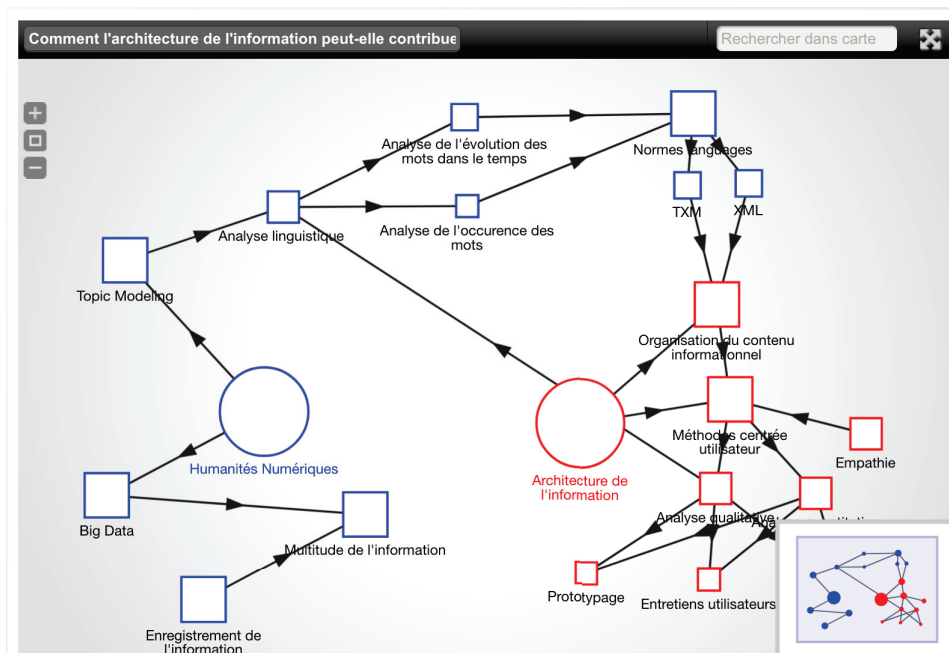 Comment l'architecture de l'information peut-elle contribue
Rechercher dans carte
Analyse de l'évolution des
mots dans le temps
Normes languages
TXM
XML
Analyse linguistique
Analyse de l'occurence des
mots
Topic Modeling
Organisation du contenu
informationnel
Méthodes centrée
utilisateur
Empathie
Humanités Numériques
Architecture de
l'information
Big Data
Multitude de l'information
Analyse qualitative
Prototypage
Entretiens utilisateurs
Enregistrement de
l'information